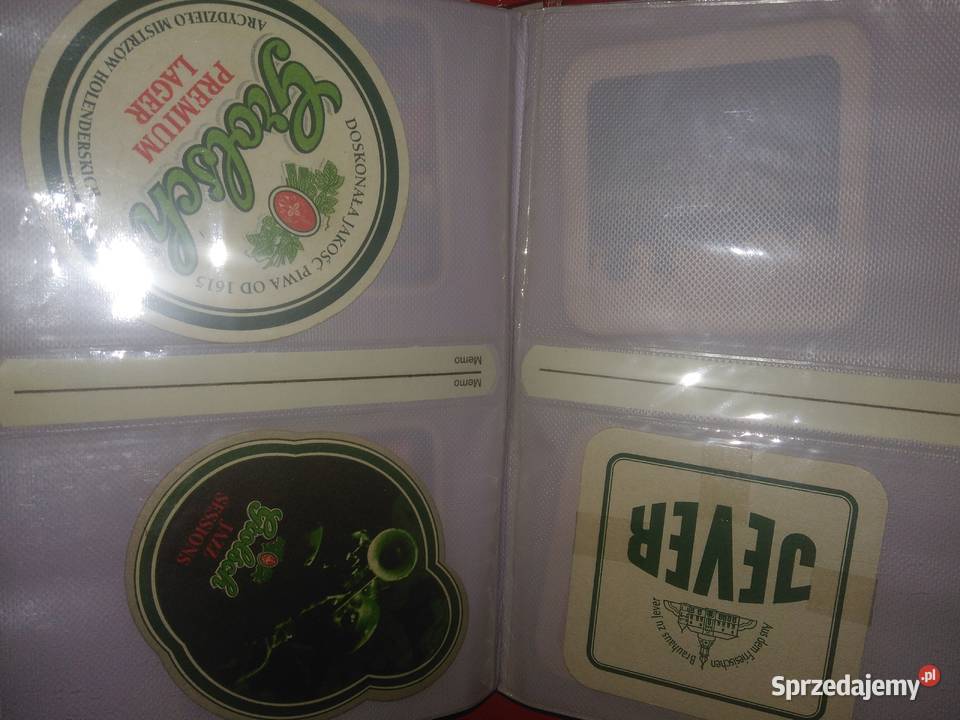 ARCYDZIEŁO MISTRZÓW HOLENDERSKICH
PREMIUM
LAGER
Grolsch
DOSKONAŁA JAKOŚĆ PIWA OD 1615
Memo
Memo
Grolsch
JAZZ
SESSIONS
JEVER
Aus dem Friesischen Brauhaus zu Jever
Sprzedajemy.pl